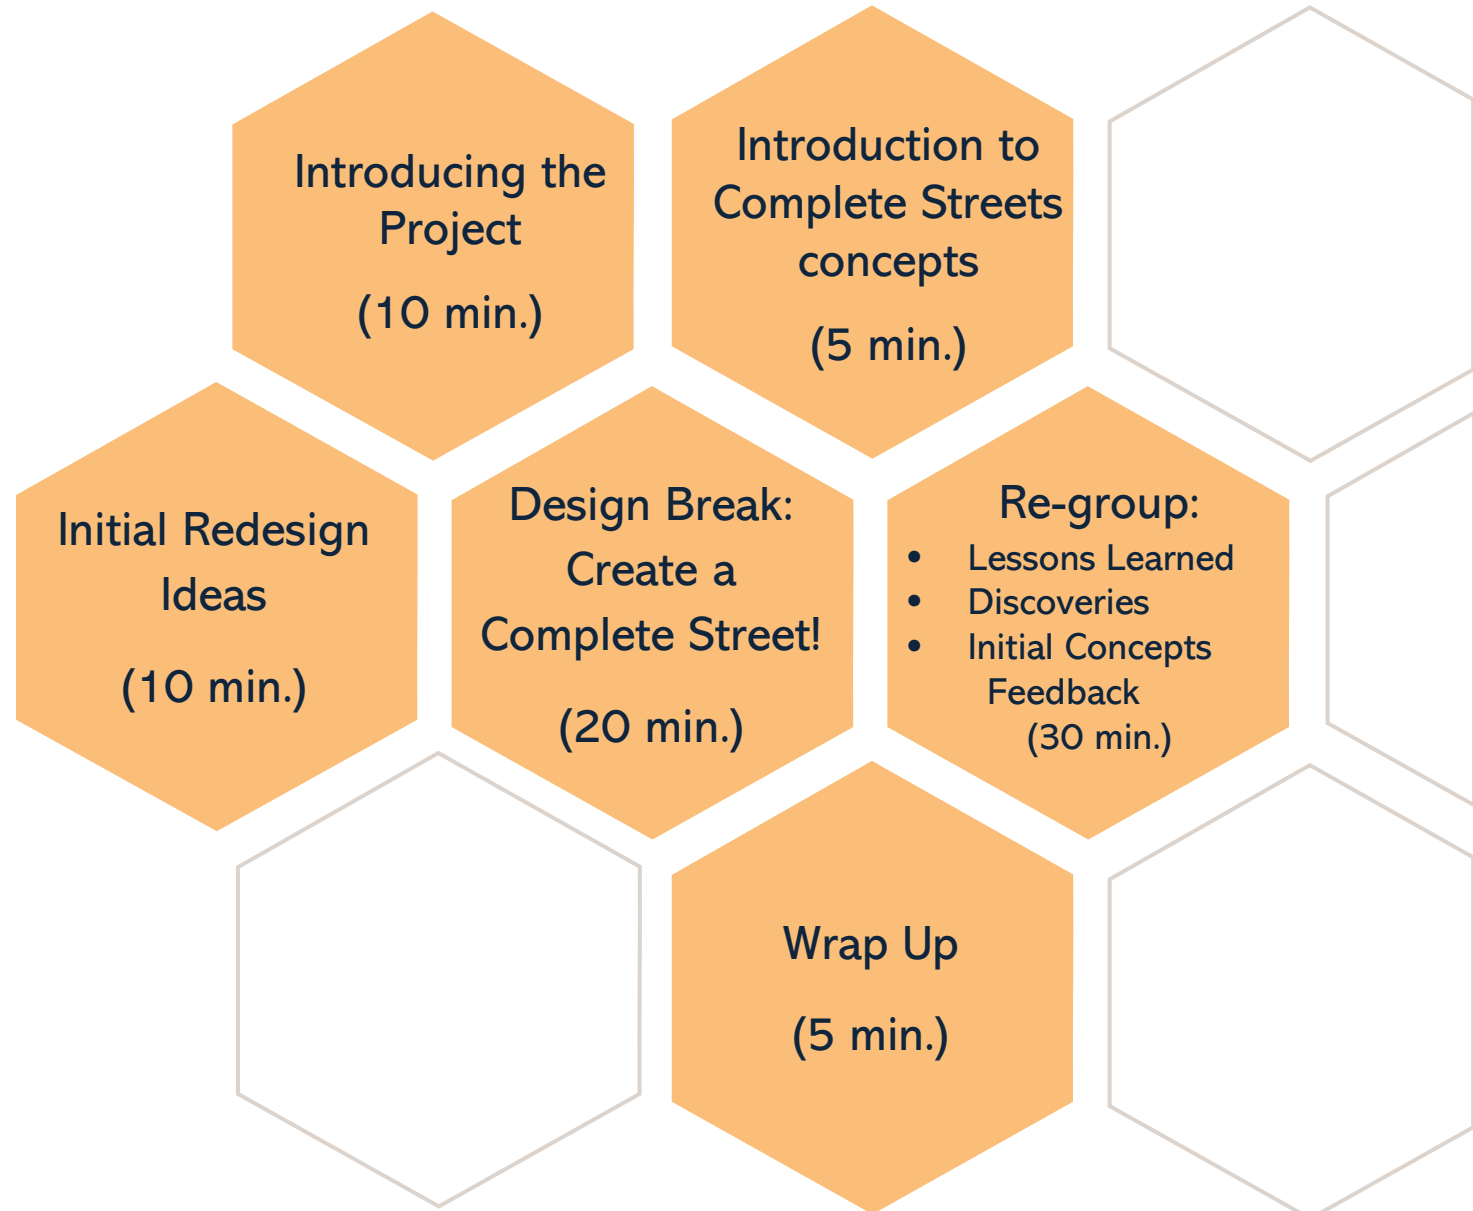 Introducing the
Project
(10 min.)
Introduction to
Complete Streets
concepts
(5 min.)
Initial Redesign
Ideas
(10 min.)
Design Break:
Create a
Complete Street!
(20 min.)
Re-group:
• Lessons Learned
• Discoveries
• Initial Concepts
Feedback
(30 min.)
Wrap Up
(5 min.)